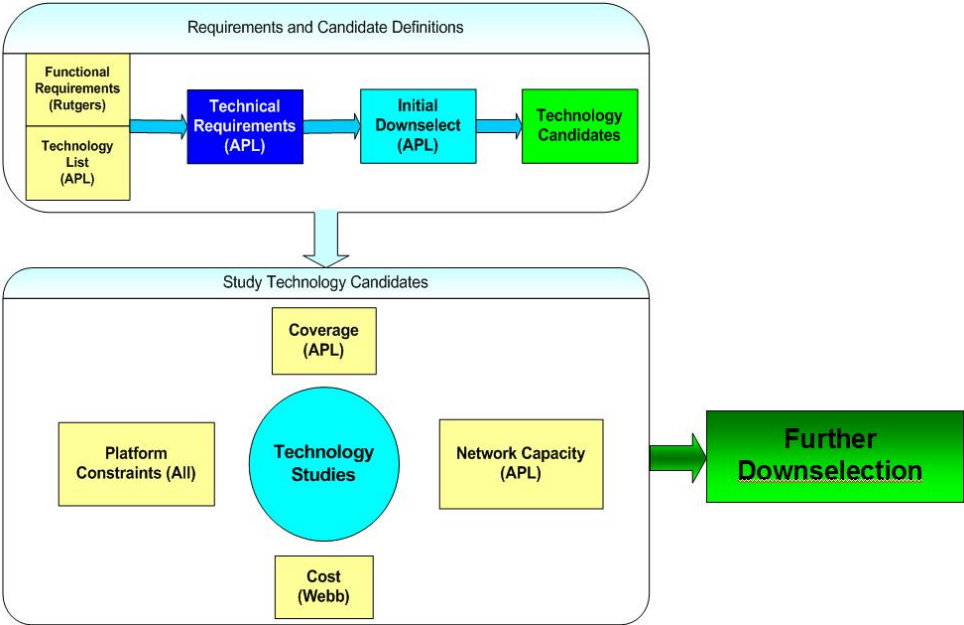 Requirements and Candidate Definitions
Functional
Requirements
(Rutgers)
Technology
List
(APL)
Technical
Requirements
(APL)
Initial
Downselect
(APL)
Technology
Candidates
Study Technology Candidates
Coverage
(APL)
Platform
Constraints (All)
Technology
Studies
Network Capacity
(APL)
Cost
(Webb)
Further
Downselection